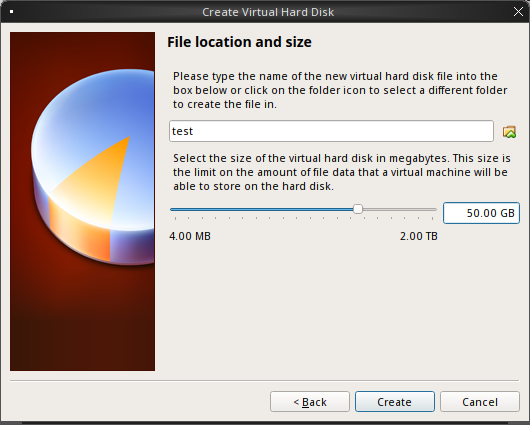 Create Virtual Hard Disk
File location and size
Please type the name of the new virtual hard disk file into the
box below or click on the folder icon to select a different folder
to create the file in.
test
Select the size of the virtual hard disk in megabytes. This size is
the limit on the amount of file data that a virtual machine will be
able to store on the hard disk.
50.00 GB
4.00 MB 2.00 TB
< Back Create Cancel